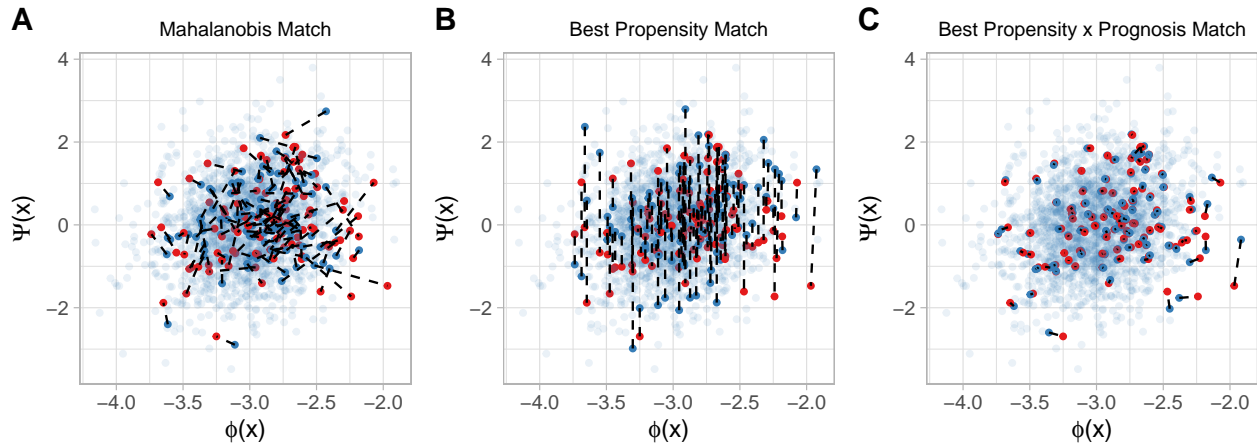 A
Mahalanobis Match
Ψ(x)
4
2
0
−2
−4.0 −3.5 −3.0 −2.5 −2.0
ϕ(x)
B
Best Propensity Match
Ψ(x)
4
2
0
−2
−4.0 −3.5 −3.0 −2.5 −2.0
ϕ(x)
C
Best Propensity x Prognosis Match
Ψ(x)
4
2
0
−2
−4.0 −3.5 −3.0 −2.5 −2.0
ϕ(x)